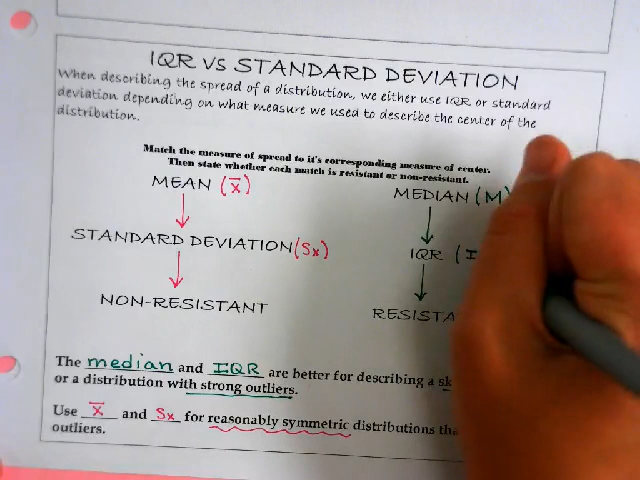 IQR VS STANDARD DEVIATION
When describing the spread of a distribution, we either use IQR or standard
deviation depending on what measure we used to describe the center of the
distribution.
Match the measure of spread to it's corresponding measure of center.
Then state whether each match is resistant or non-resistant.
MEAN (x̄) MEDIAN (M)
STANDARD DEVIATION (Sx) IQR (I
NON-RESISTANT RESISTA
The median and IQR are better for describing a sk
or a distribution with strong outliers.
Use x̄ and Sx for reasonably symmetric distributions tha
outliers.